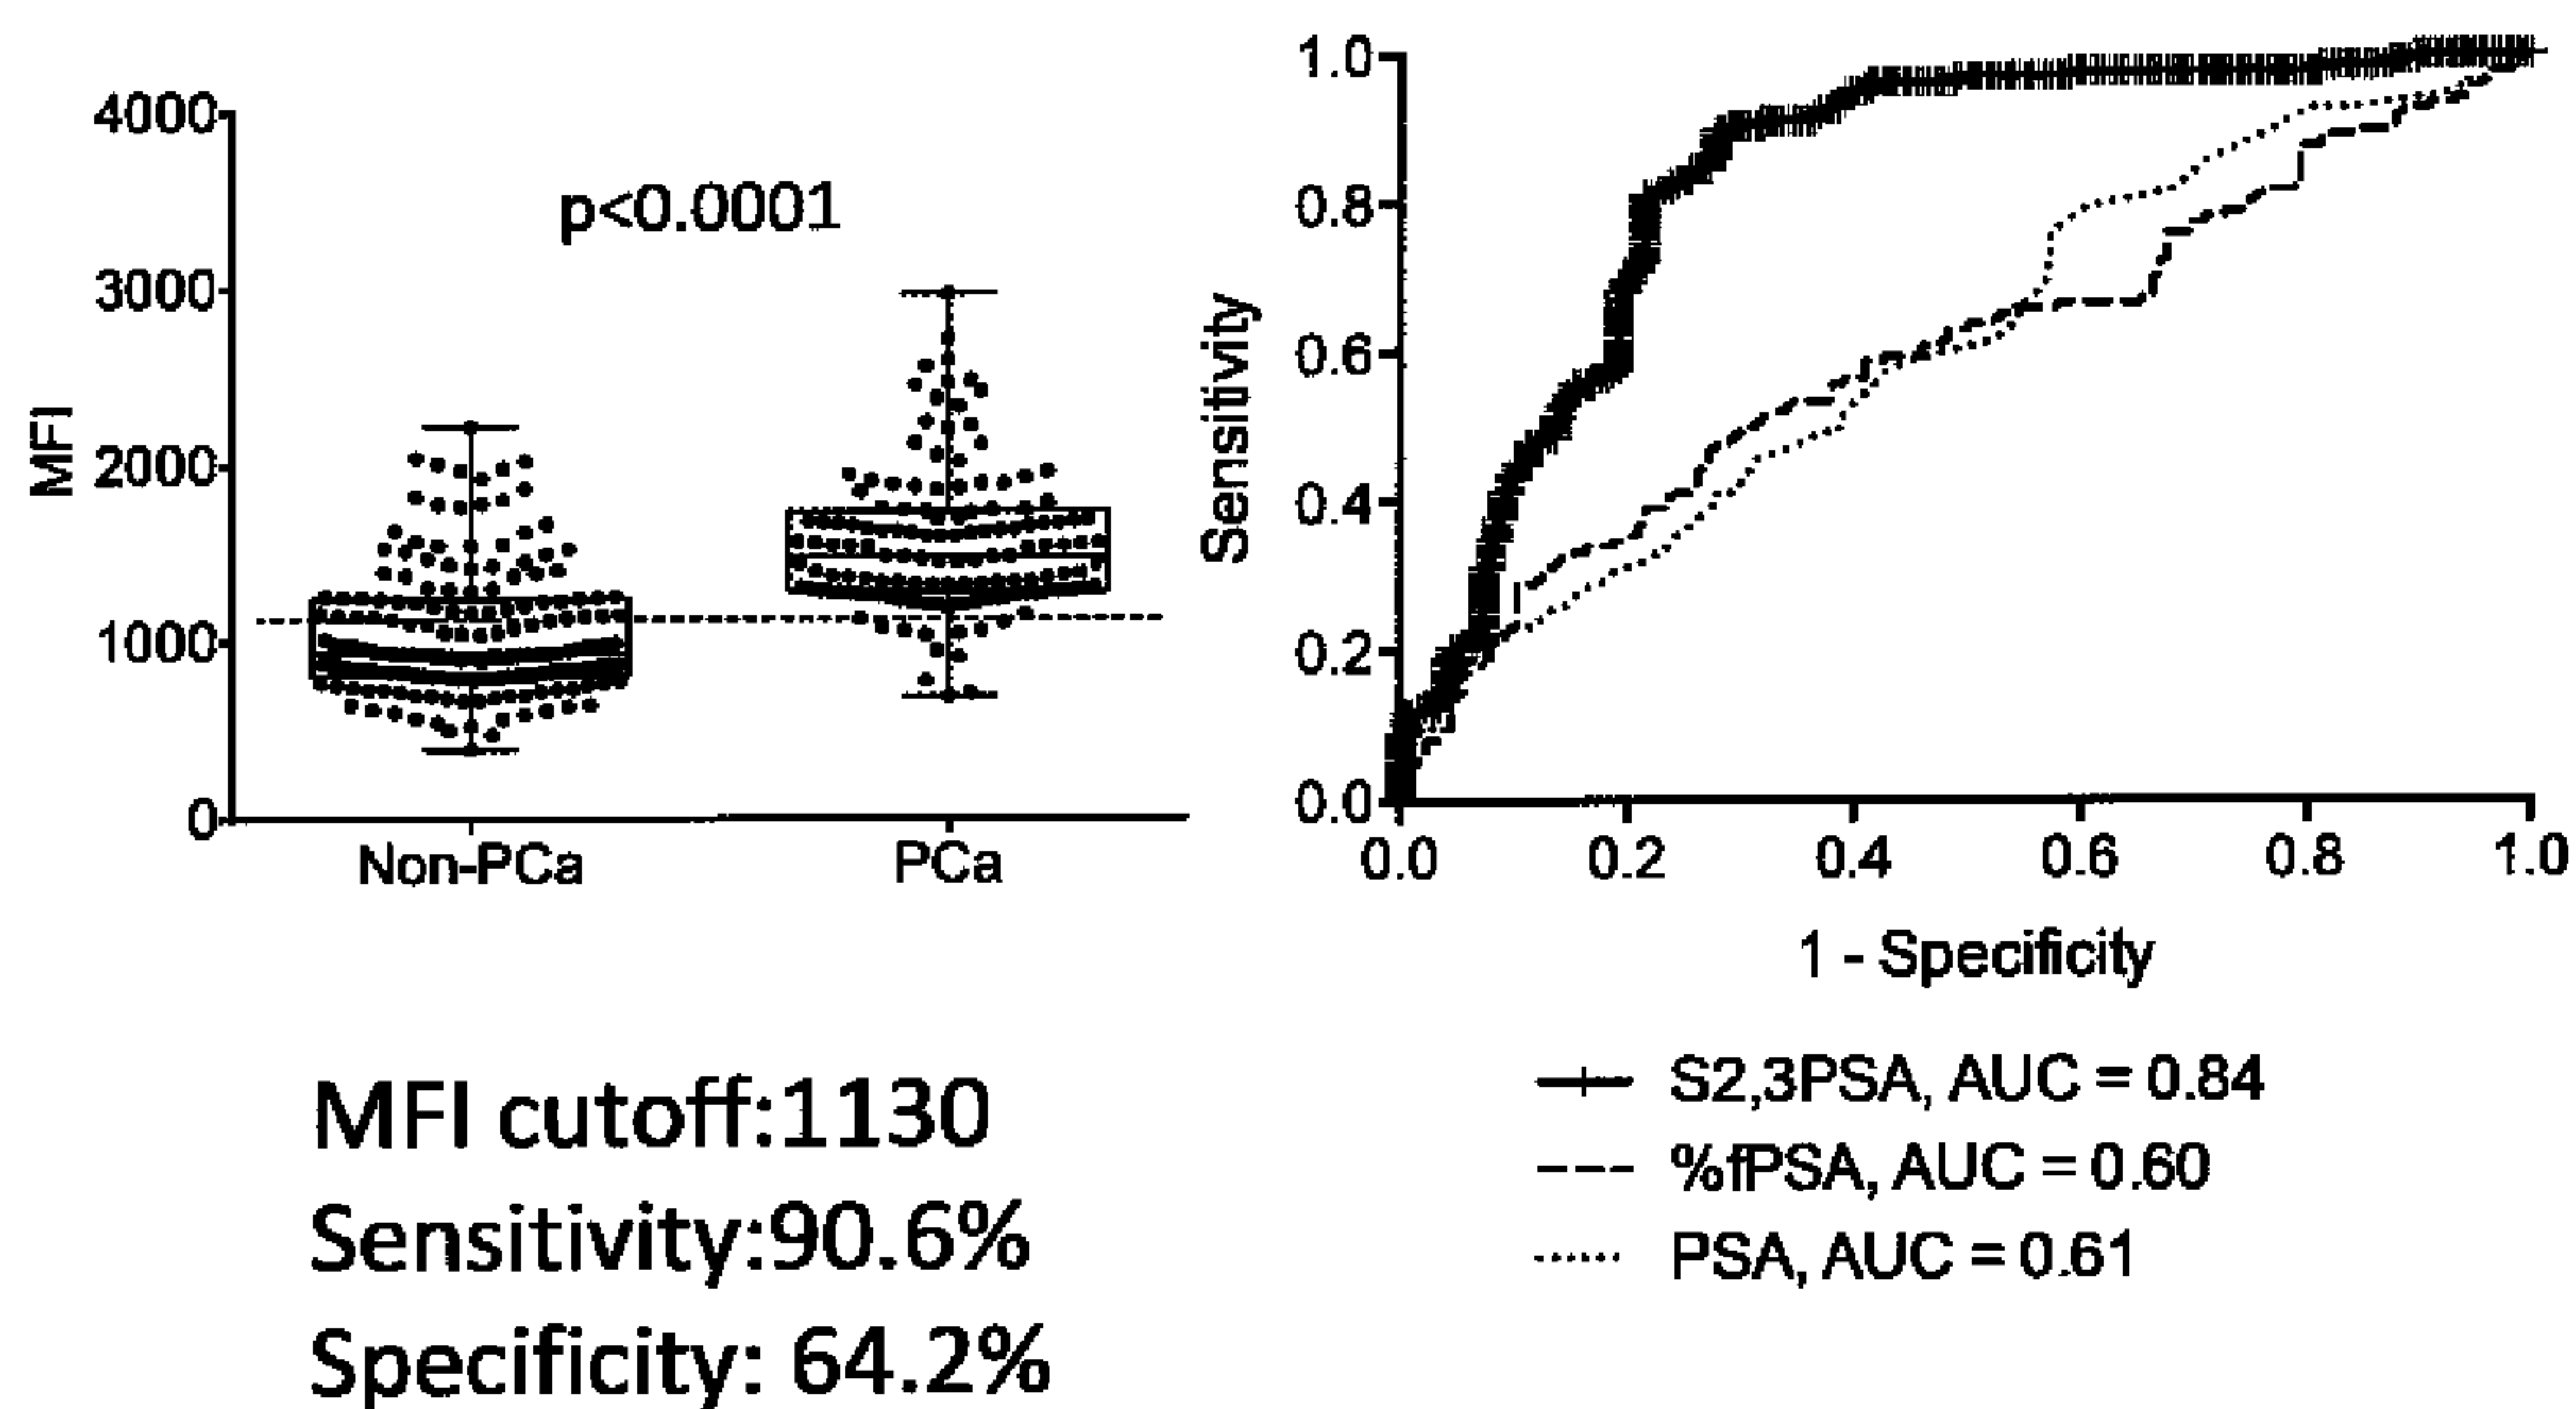 4000
3000
2000
1000
0
MFI
p<0.0001
Non-PCa
PCa
MFI cutoff:1130
Sensitivity:90.6%
Specificity: 64.2%
1.0
0.8
0.6
0.4
0.2
0.0
Sensitivity
0.0 0.2 0.4 0.6 0.8 1.0
1 - Specificity
S2,3PSA, AUC = 0.84
%fPSA, AUC = 0.60
PSA, AUC = 0.61